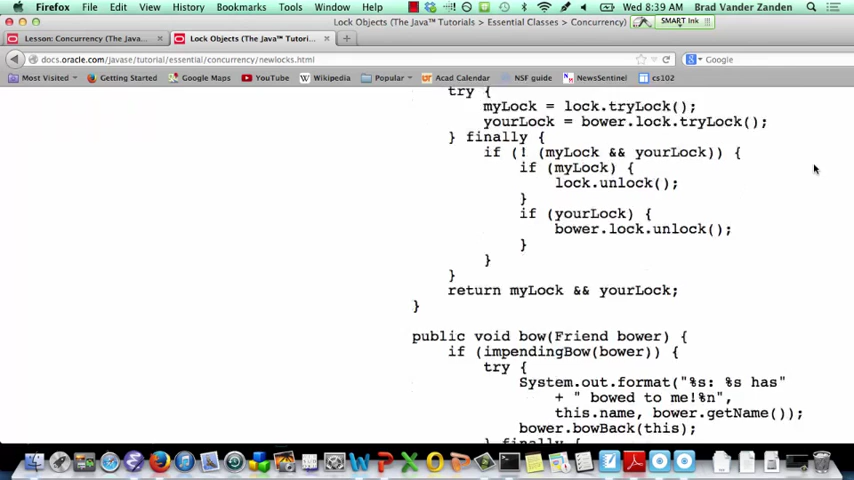 Firefox File Edit View History Bookmarks Tools Window Help Wed 8:39 AM Brad Vander Zanden
Lock Objects (The Java™ Tutorials > Essential Classes > Concurrency)
SMART Ink
Lesson: Concurrency (The Java...
Lock Objects (The Java™ Tutori...
docs.oracle.com/javase/tutorial/essential/concurrency/newlocks.html
Google
Most Visited Getting Started Google Maps YouTube Wikipedia Popular Acad Calendar NSF guide NewsSentinel cs102
try {
myLock = lock.tryLock();
yourLock = bower.lock.tryLock();
} finally {
if (! (myLock && yourLock)) {
if (myLock) {
lock.unlock();
}
if (yourLock) {
bower.lock.unlock();
}
}
}
return myLock && yourLock;
}
public void bow(Friend bower) {
if (impendingBow(bower)) {
try {
System.out.format("%s: %s has"
+ " bowed to me!%n",
this.name, bower.getName());
bower.bowBack(this);
} finally {